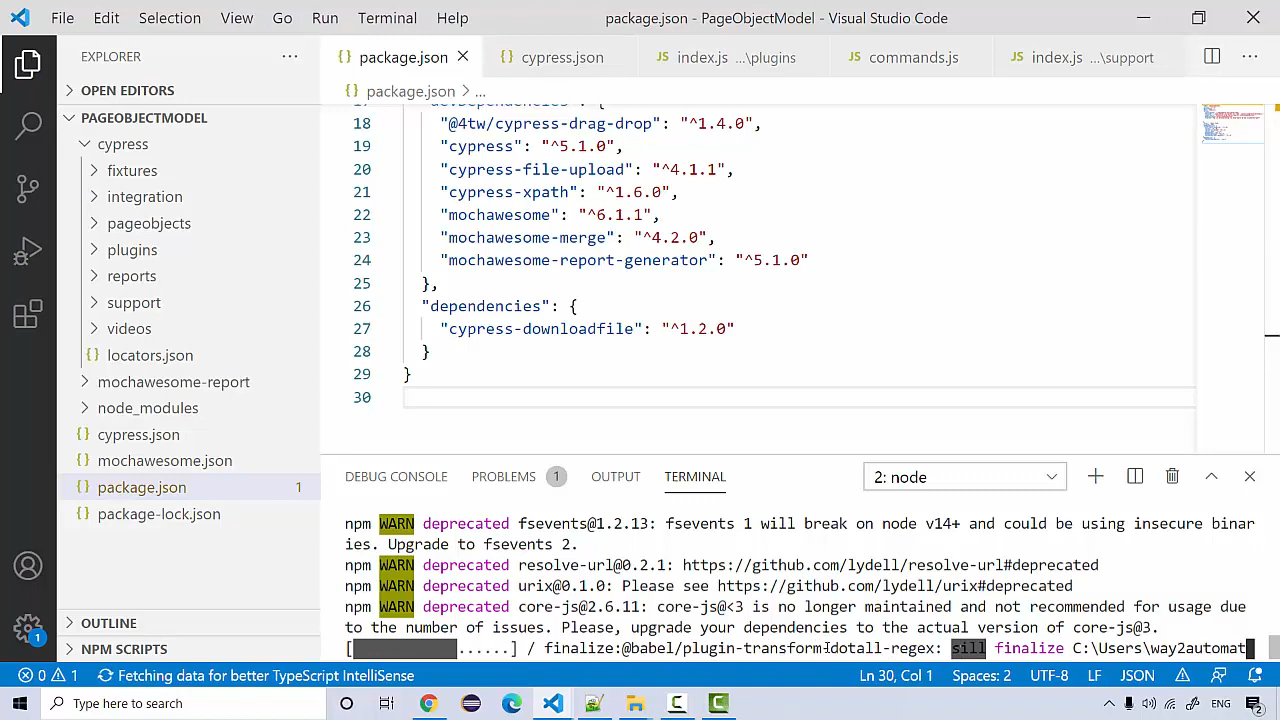 File Edit Selection View Go Run Terminal Help package.json - PageObjectModel - Visual Studio Code
EXPLORER
{} package.json {} cypress.json JS index.js ...\plugins JS commands.js JS index.js ...\support
OPEN EDITORS
{} package.json > ...
PAGEOBJECTMODEL
cypress
fixtures
integration
pageobjects
plugins
reports
support
videos
{} locators.json
mochawesome-report
node_modules
{} cypress.json
{} mochawesome.json
{} package.json 1
{} package-lock.json
OUTLINE
NPM SCRIPTS
18 "@4tw/cypress-drag-drop": "^1.4.0",
19 "cypress": "^5.1.0",
20 "cypress-file-upload": "^4.1.1",
21 "cypress-xpath": "^1.6.0",
22 "mochawesome": "^6.1.1",
23 "mochawesome-merge": "^4.2.0",
24 "mochawesome-report-generator": "^5.1.0"
25 },
26 "dependencies": {
27 "cypress-downloadfile": "^1.2.0"
28 }
29 }
30
DEBUG CONSOLE PROBLEMS 1 OUTPUT TERMINAL 2: node
npm WARN deprecated fsevents@1.2.13: fsevents 1 will break on node v14+ and could be using insecure binar
ies. Upgrade to fsevents 2.
npm WARN deprecated resolve-url@0.2.1: https://github.com/lydell/resolve-url#deprecated
npm WARN deprecated urix@0.1.0: Please see https://github.com/lydell/urix#deprecated
npm WARN deprecated core-js@2.6.11: core-js@<3 is no longer maintained and not recommended for usage due
to the number of issues. Please, upgrade your dependencies to the actual version of core-js@3.
[ ......] / finalize:@babel/plugin-transform-dotall-regex: sill finalize C:\Users\way2automat
0 1 Fetching data for better TypeScript IntelliSense Ln 30, Col 1 Spaces: 2 UTF-8 LF JSON
Type here to search ENG 2